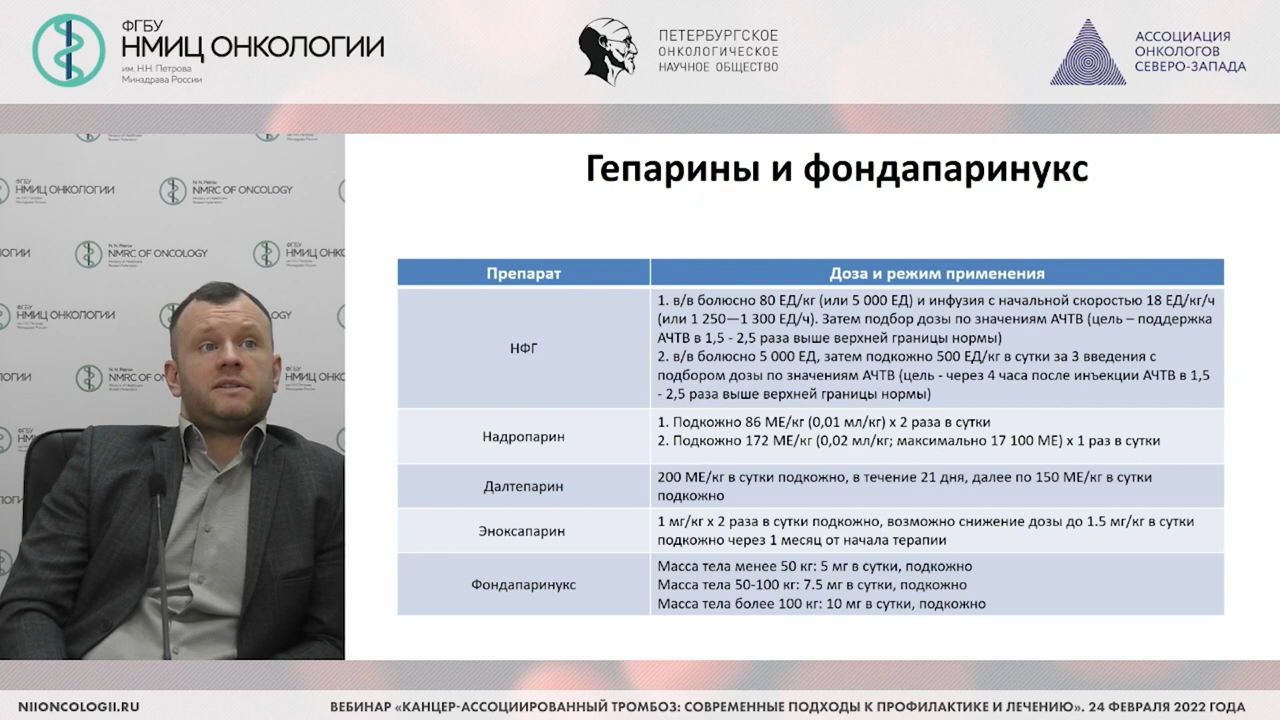 ФГБУ
НМИЦ ОНКОЛОГИИ
им. Н.Н. Петрова
Минздрава России
ПЕТЕРБУРГСКОЕ
ОНКОЛОГИЧЕСКОЕ
НАУЧНОЕ ОБЩЕСТВО
АССОЦИАЦИЯ
ОНКОЛОГОВ
СЕВЕРО-ЗАПАДА
НМИЦ ОНКОЛОГИИ
NMRC OF ONCOLOGY
NMRC OF ONCOLOGY
НМИЦ ОНКОЛОГИИ
Гепарины и фондапаринукс
Препарат
Доза и режим применения
НФГ
1. в/в болюсно 80 ЕД/кг (или 5 000 ЕД) и инфузия с начальной скоростью 18 ЕД/кг/ч
(или 1 250—1 300 ЕД/ч). Затем подбор дозы по значениям АЧТВ (цель – поддержка
АЧТВ в 1,5 - 2,5 раза выше верхней границы нормы)
2. в/в болюсно 5 000 ЕД, затем подкожно 500 ЕД/кг в сутки за 3 введения с
подбором дозы по значениям АЧТВ (цель - через 4 часа после инъекции АЧТВ в 1,5
- 2,5 раза выше верхней границы нормы)
Надропарин
1. Подкожно 86 МЕ/кг (0,01 мл/кг) х 2 раза в сутки
2. Подкожно 172 МЕ/кг (0,02 мл/кг; максимально 17 100 МЕ) х 1 раз в сутки
Далтепарин
200 МЕ/кг в сутки подкожно, в течение 21 дня, далее по 150 МЕ/кг в сутки
подкожно
Эноксапарин
1 мг/кг х 2 раза в сутки подкожно, возможно снижение дозы до 1.5 мг/кг в сутки
подкожно через 1 месяц от начала терапии
Фондапаринукс
Масса тела менее 50 кг: 5 мг в сутки, подкожно
Масса тела 50-100 кг: 7.5 мг в сутки, подкожно
Масса тела более 100 кг: 10 мг в сутки, подкожно
NIIONCOLOGII.RU
ВЕБИНАР «КАНЦЕР-АССОЦИИРОВАННЫЙ ТРОМБОЗ: СОВРЕМЕННЫЕ ПОДХОДЫ К ПРОФИЛАКТИКЕ И ЛЕЧЕНИЮ». 24 ФЕВРАЛЯ 2022 ГОДА